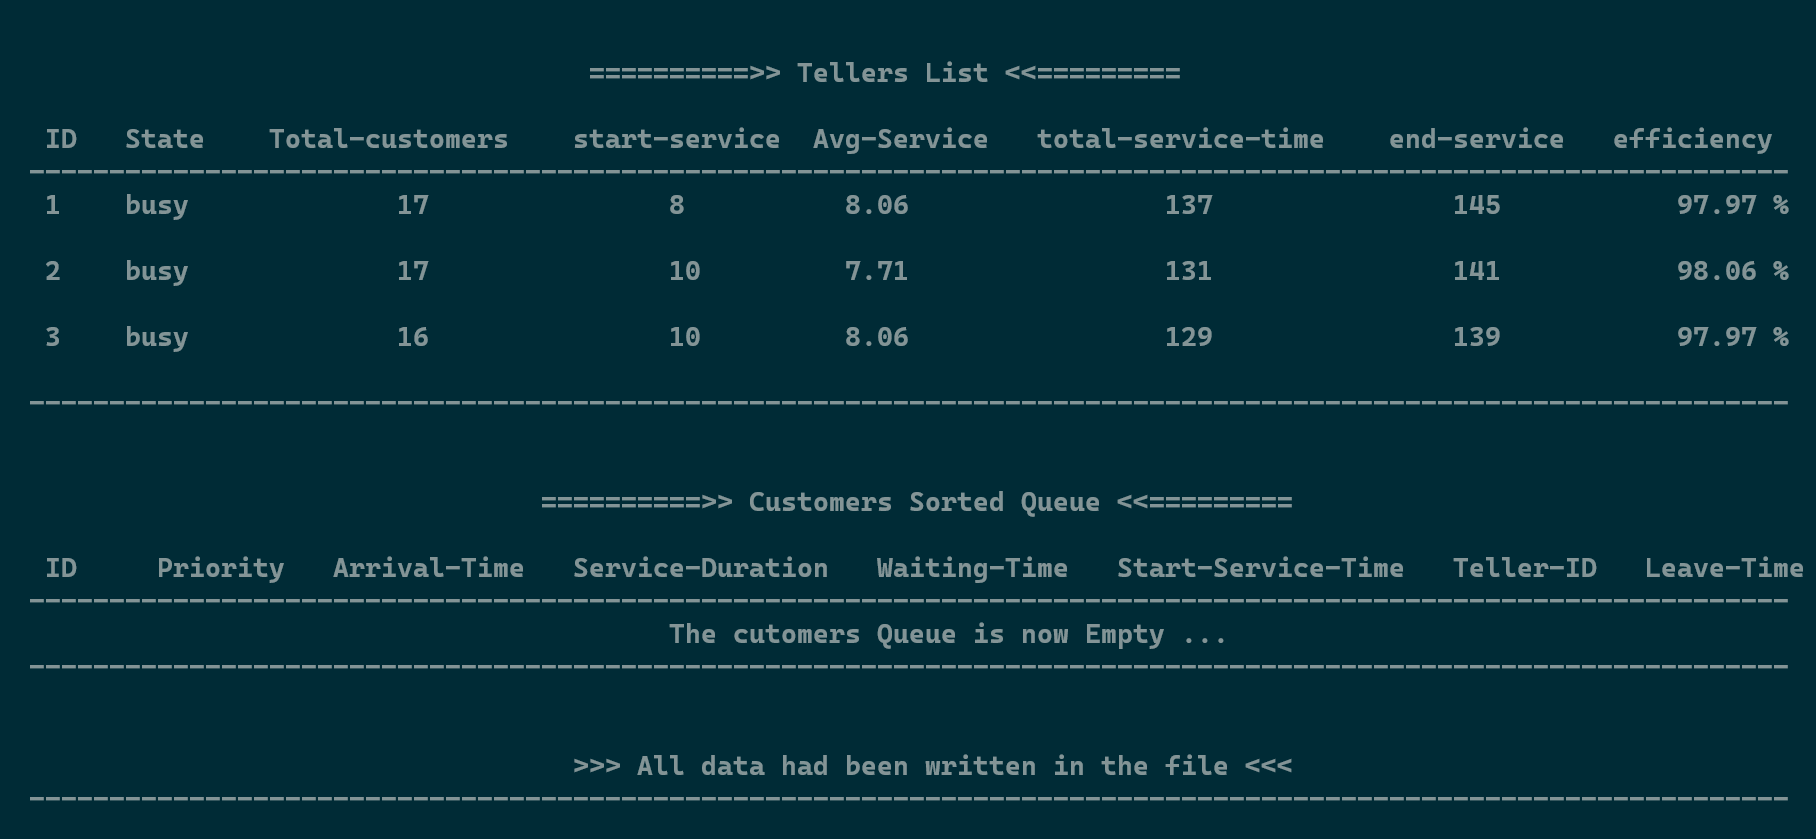 ==========>> Tellers List <<=========
ID State Total-customers start-service Avg-Service total-service-time end-service efficiency
--------------------------------------------------------------------------------------------------------------
1 busy 17 8 8.06 137 145 97.97 %
2 busy 17 10 7.71 131 141 98.06 %
3 busy 16 10 8.06 129 139 97.97 %
--------------------------------------------------------------------------------------------------------------
==========>> Customers Sorted Queue <<=========
ID Priority Arrival-Time Service-Duration Waiting-Time Start-Service-Time Teller-ID Leave-Time
--------------------------------------------------------------------------------------------------------------
The cutomers Queue is now Empty ...
--------------------------------------------------------------------------------------------------------------
>>> All data had been written in the file <<<
--------------------------------------------------------------------------------------------------------------